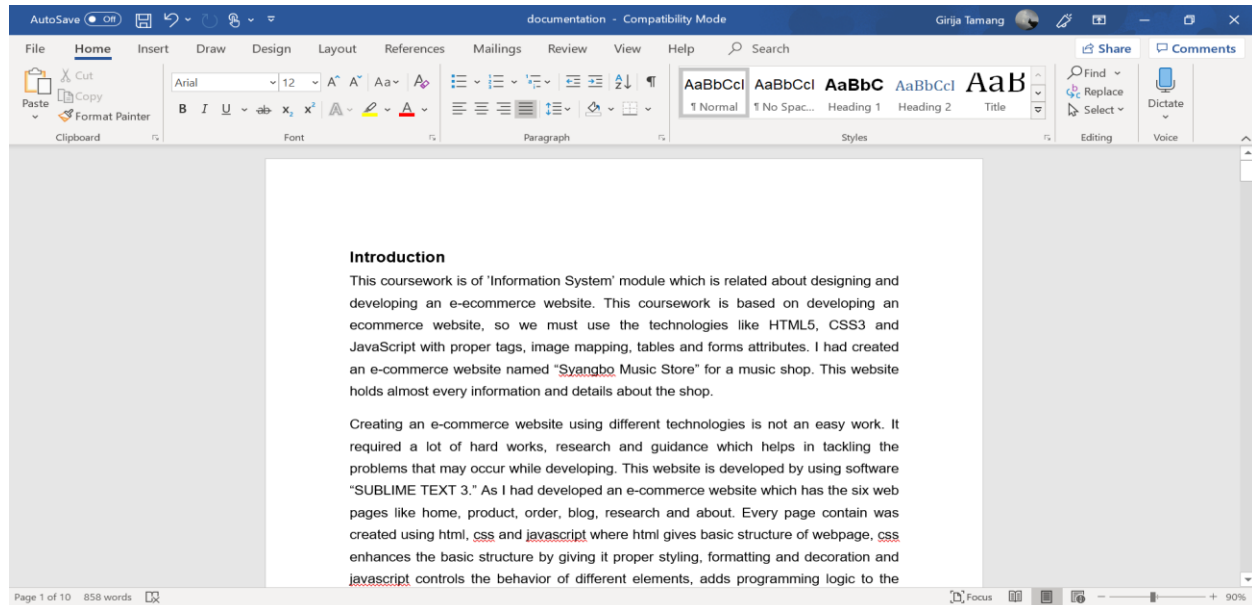 AutoSave Off documentation - Compatibility Mode Girija Tamang
File Home Insert Draw Design Layout References Mailings Review View Help Search Share Comments
Paste Cut Copy Format Painter
Arial 12 A^ A˅ Aa
B I U ab x₂ x² A A
AaBbCcI AaBbCcI AaBbC AaBbCcI AaB
¶ Normal ¶ No Spac... Heading 1 Heading 2 Title
Find Replace Select
Dictate
Clipboard Font Paragraph Styles Editing Voice
Introduction
This coursework is of 'Information System' module which is related about designing and
developing an e-ecommerce website. This coursework is based on developing an
ecommerce website, so we must use the technologies like HTML5, CSS3 and
JavaScript with proper tags, image mapping, tables and forms attributes. I had created
an e-commerce website named “Syangbo Music Store” for a music shop. This website
holds almost every information and details about the shop.
Creating an e-commerce website using different technologies is not an easy work. It
required a lot of hard works, research and guidance which helps in tackling the
problems that may occur while developing. This website is developed by using software
“SUBLIME TEXT 3.” As I had developed an e-commerce website which has the six web
pages like home, product, order, blog, research and about. Every page contain was
created using html, css and javascript where html gives basic structure of webpage, css
enhances the basic structure by giving it proper styling, formatting and decoration and
javascript controls the behavior of different elements, adds programming logic to the
Page 1 of 10 858 words Focus 90%